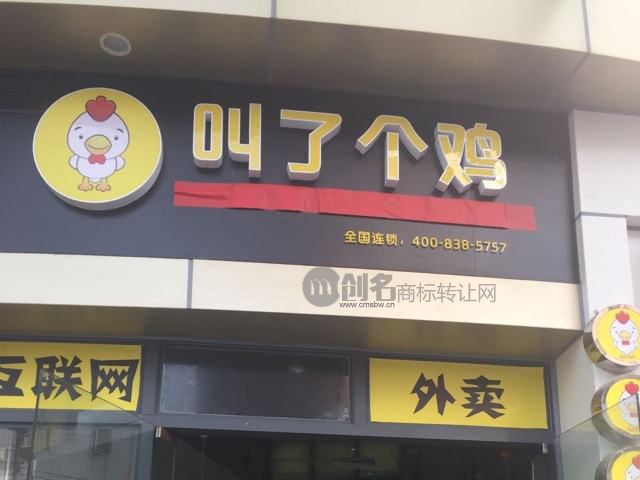 叫了个鸡
全国连锁，400-838-5757
m创名商标转让网
www.cmsbw.cn
互联网
外卖